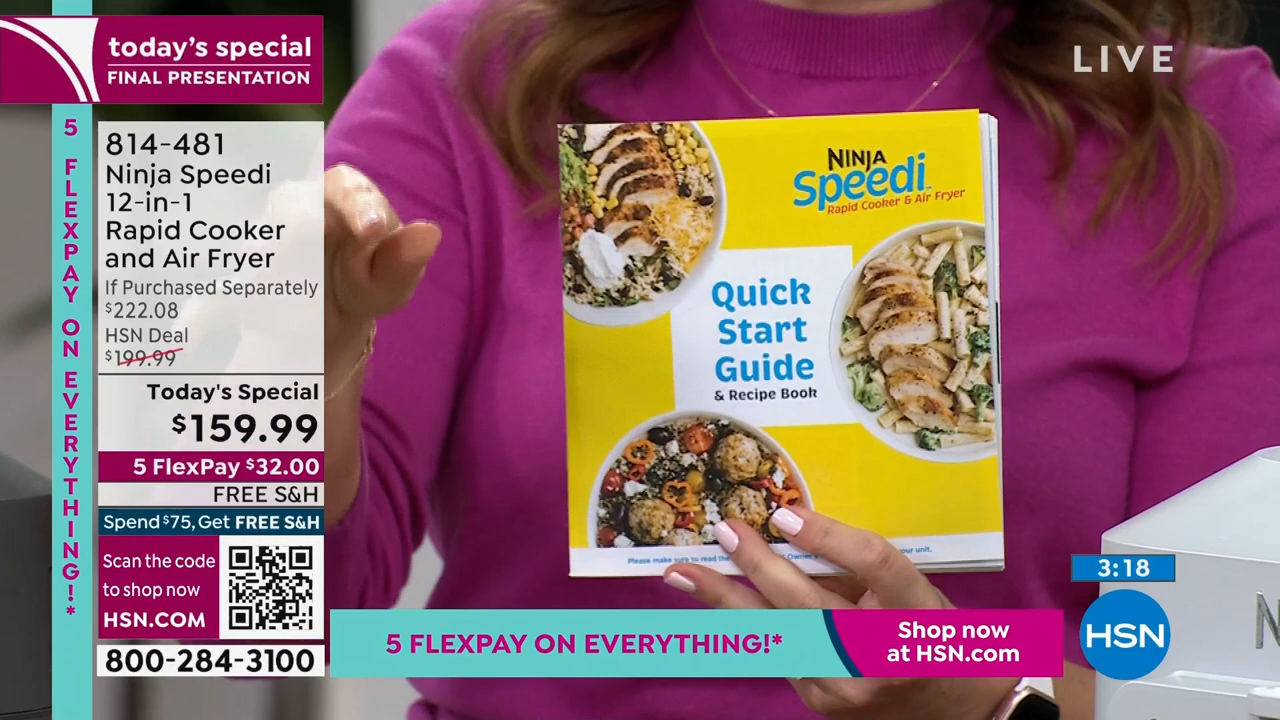 today's special
FINAL PRESENTATION
LIVE
5 FLEXPAY ON EVERYTHING!*
814-481
Ninja Speedi
12-in-1
Rapid Cooker
and Air Fryer
If Purchased Separately
$222.08
HSN Deal
$199.99
Today's Special
$159.99
5 FlexPay $32.00
FREE S&H
Spend $75, Get FREE S&H
Scan the code
to shop now
HSN.COM
800-284-3100
NINJA
Speedi™
Rapid Cooker & Air Fryer
Quick
Start
Guide
& Recipe Book
Please make sure to read the Owner's your unit.
5 FLEXPAY ON EVERYTHING!*
Shop now
at HSN.com
3:18
HSN
N